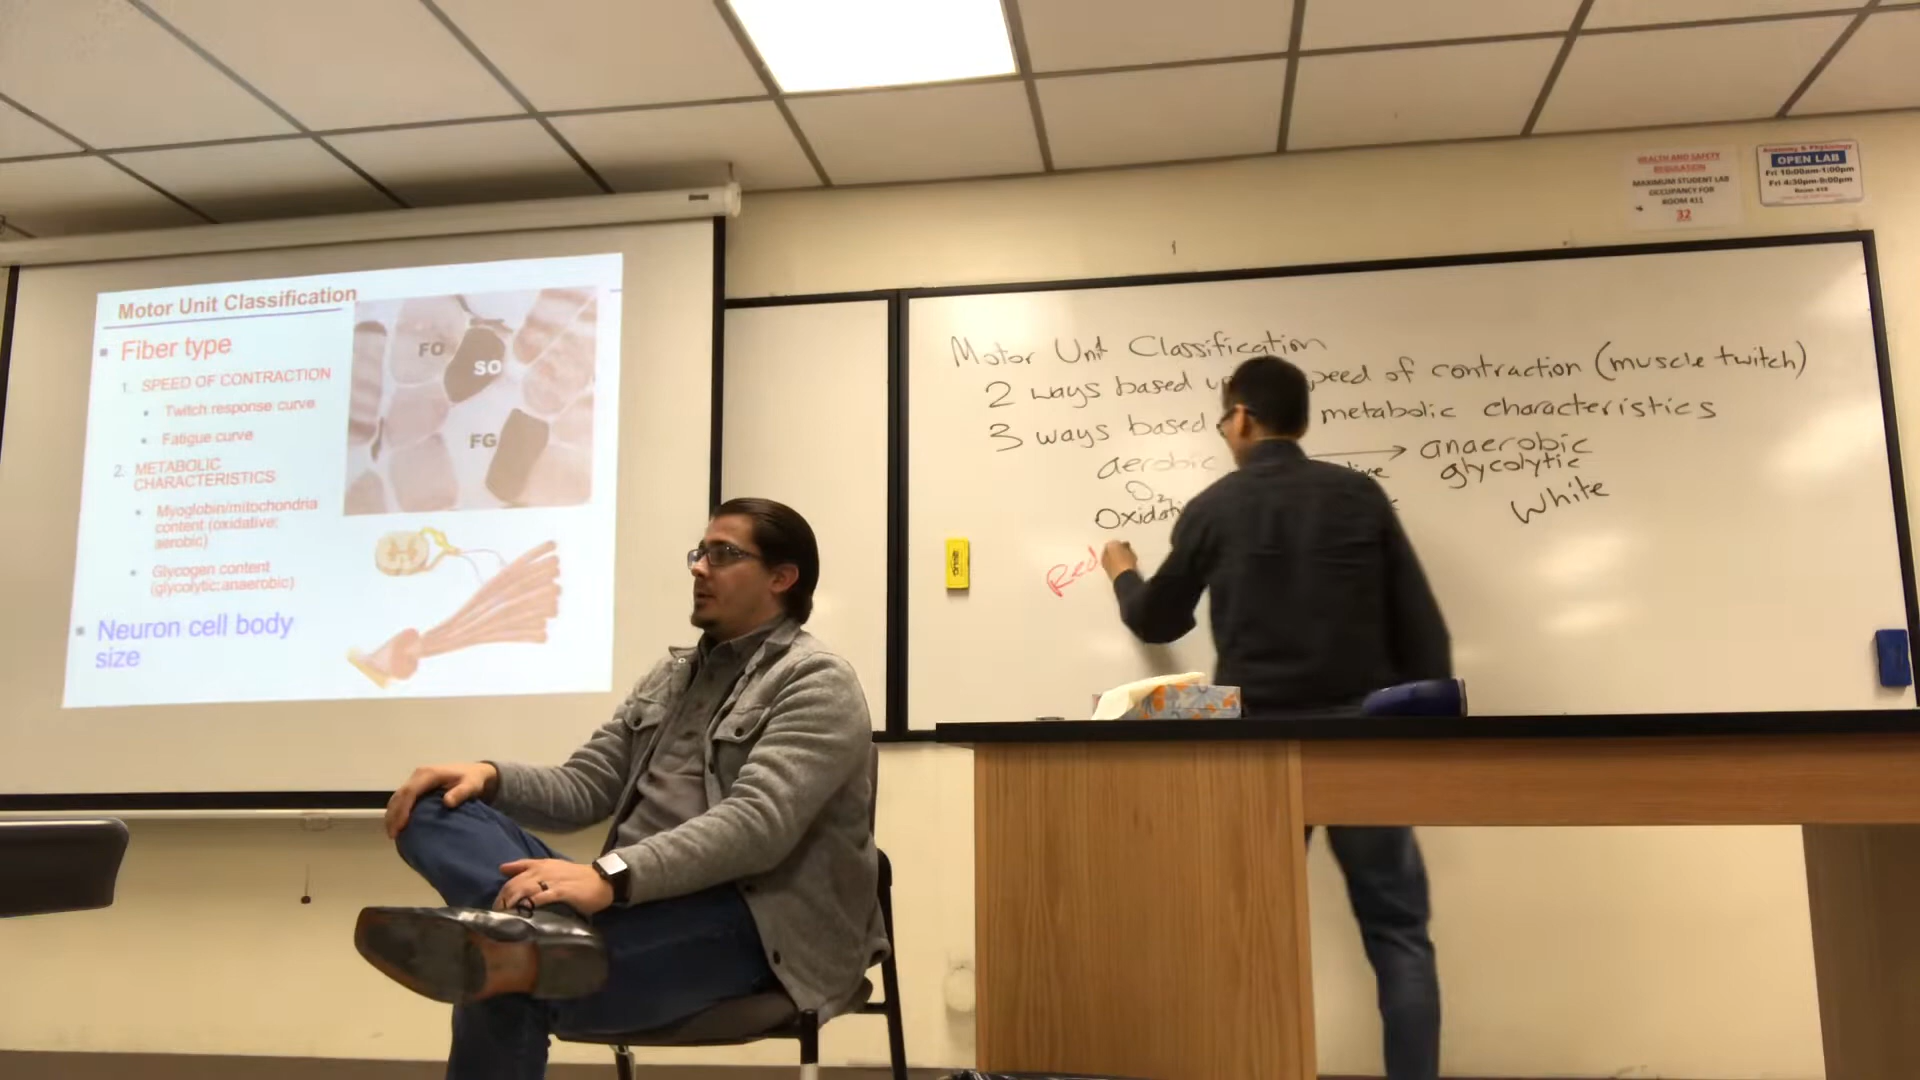 Motor Unit Classification
Fiber type
1. SPEED OF CONTRACTION
Twitch response curve
Fatigue curve
2. METABOLIC
CHARACTERISTICS
Myoglobin/mitochondria
content (oxidative;
aerobic)
Glycogen content
(glycolytic;anaerobic)
Neuron cell body
size
FO
SO
FG
HEALTH AND SAFETY
REGULATION
MAXIMUM STUDENT LAB
OCCUPANCY FOR
ROOM 411
32
Anatomy & Physiology
OPEN LAB
Fri 10:00am-1:00pm
Fri 4:30pm-8:00pm
Motor Unit Classification
2 ways based speed of contraction (muscle twitch)
3 ways based metabolic characteristics
aerobic → anaerobic
O2 glycolytic
Oxidati White
Red